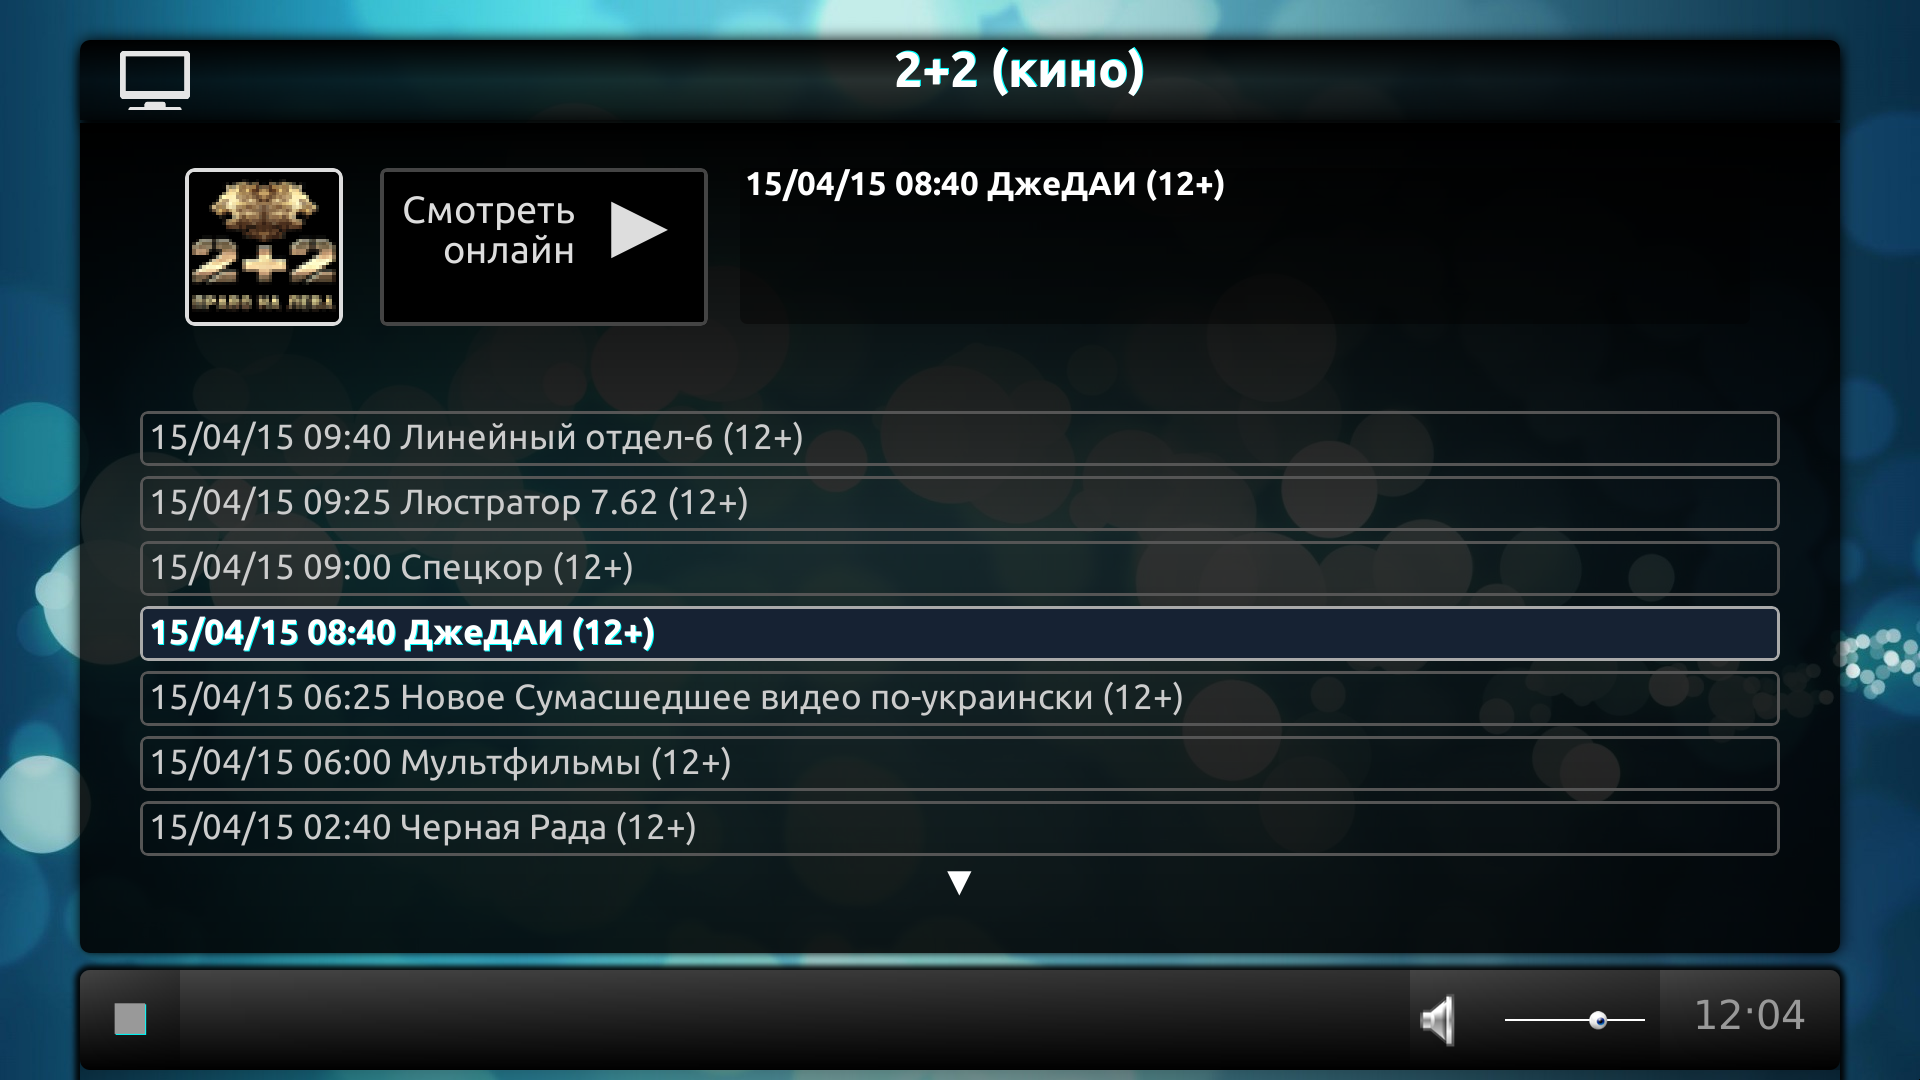 2+2 (кино)
2+2
ПРАВО НА ЛЕВО
Смотреть
онлайн
15/04/15 08:40 ДжеДАИ (12+)
15/04/15 09:40 Линейный отдел-6 (12+)
15/04/15 09:25 Люстратор 7.62 (12+)
15/04/15 09:00 Спецкор (12+)
15/04/15 08:40 ДжеДАИ (12+)
15/04/15 06:25 Новое Сумасшедшее видео по-украински (12+)
15/04/15 06:00 Мультфильмы (12+)
15/04/15 02:40 Черная Рада (12+)
12:04